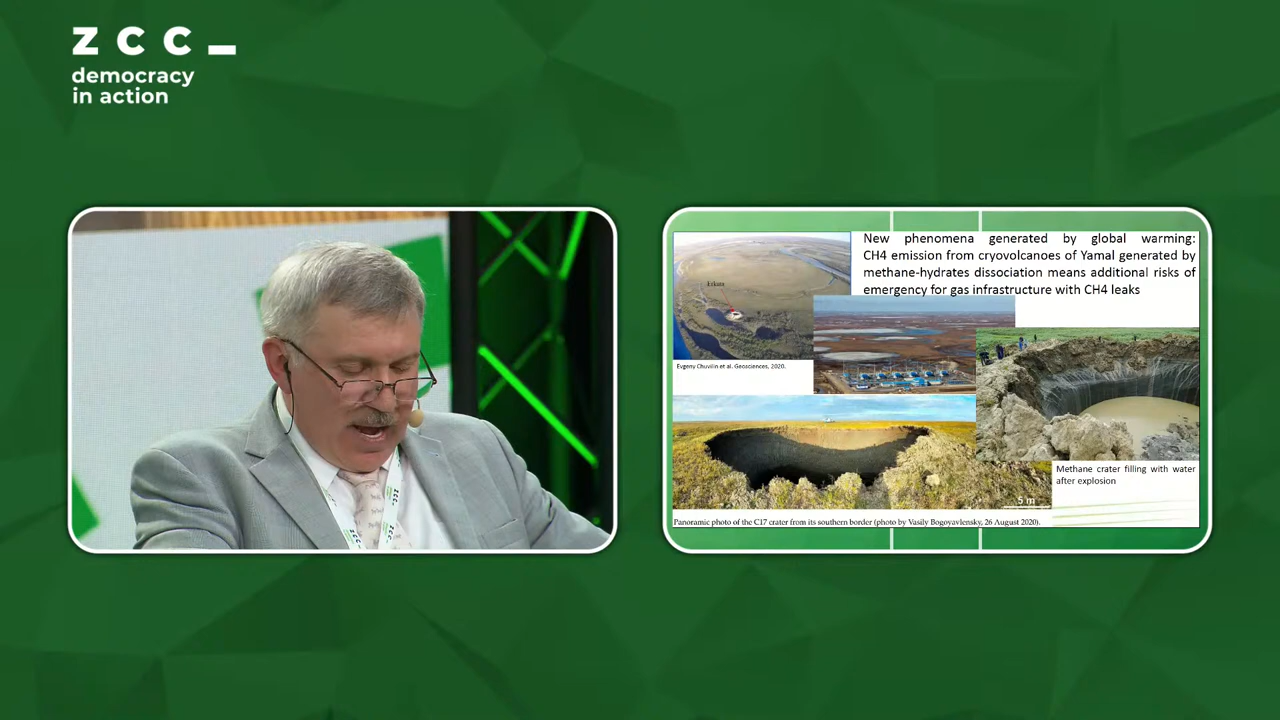 zcc_
democracy
in action
New phenomena generated by global warming:
CH4 emission from cryovolcanoes of Yamal generated by
methane-hydrates dissociation means additional risks of
emergency for gas infrastructure with CH4 leaks
Erkuta
Evgeny Chuvilin et al. Geosciences, 2020.
5 m
Methane crater filling with water
after explosion
Panoramic photo of the C17 crater from its southern border (photo by Vasily Bogoyavlensky, 26 August 2020).